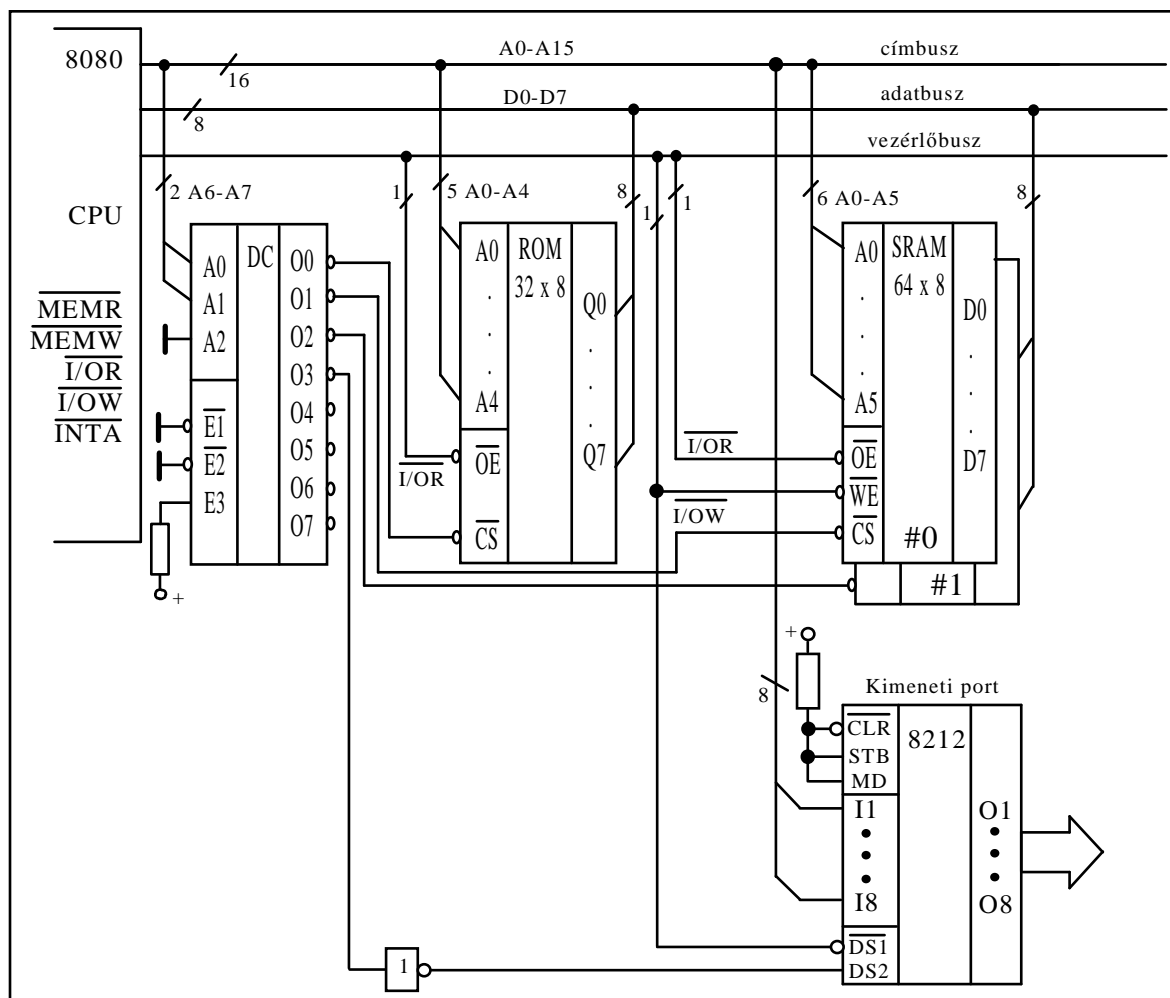 8080
A0-A15
címbusz
16
D0-D7
adatbusz
8
vezérlőbusz
2 A6-A7
1
5 A0-A4
8
1
1
6 A0-A5
8
CPU
MEMR
MEMW
I/OR
I/OW
INTA
A0
A1
A2
E1
E2
E3
DC
O0
O1
O2
O3
O4
O5
O6
O7
+
I/OR
A0
.
.
.
A4
OE
CS
ROM
32 x 8
Q0
.
.
.
Q7
I/OR
I/OW
A0
.
.
.
A5
OE
WE
CS
SRAM
64 x 8
#0
D0
.
.
.
D7
#1
+
8
Kimeneti port
CLR
STB
MD
8212
I1
I8
O1
O8
DS1
DS2
1